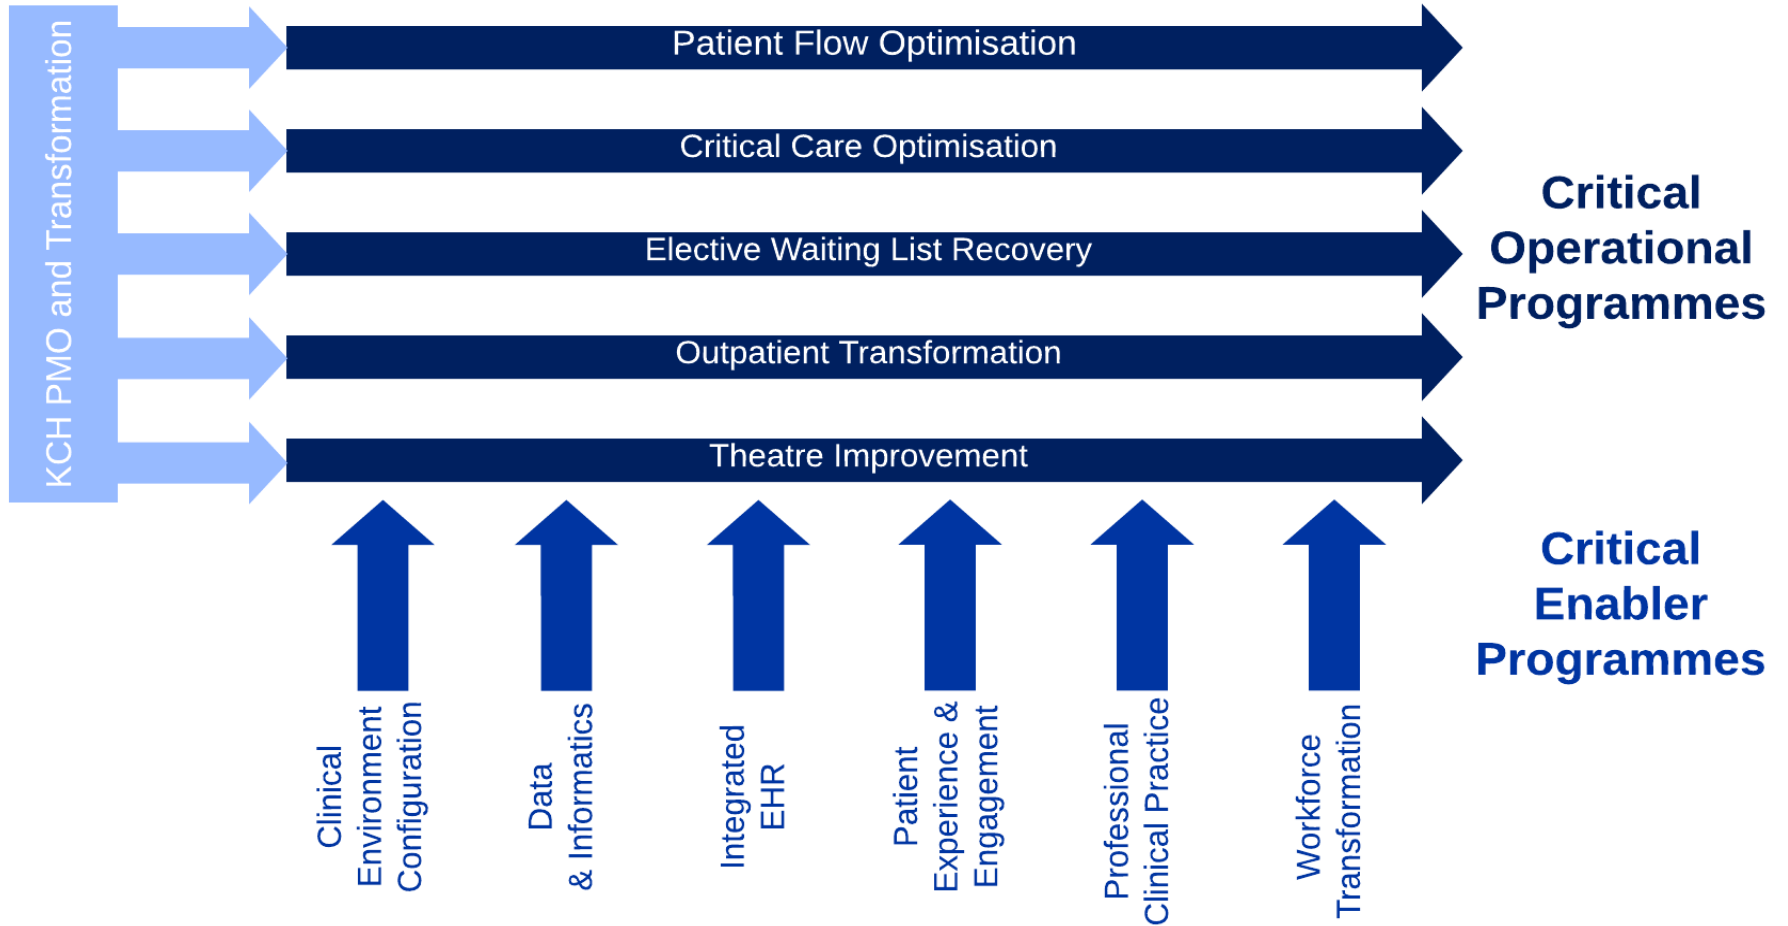 KCH PMO and Transformation
Patient Flow Optimisation
Critical Care Optimisation
Elective Waiting List Recovery
Outpatient Transformation
Theatre Improvement
Critical
Operational
Programmes
Critical
Enabler
Programmes
Clinical
Environment
Configuration
Data
& Informatics
Integrated
EHR
Patient
Experience &
Engagement
Professional
Clinical Practice
Workforce
Transformation